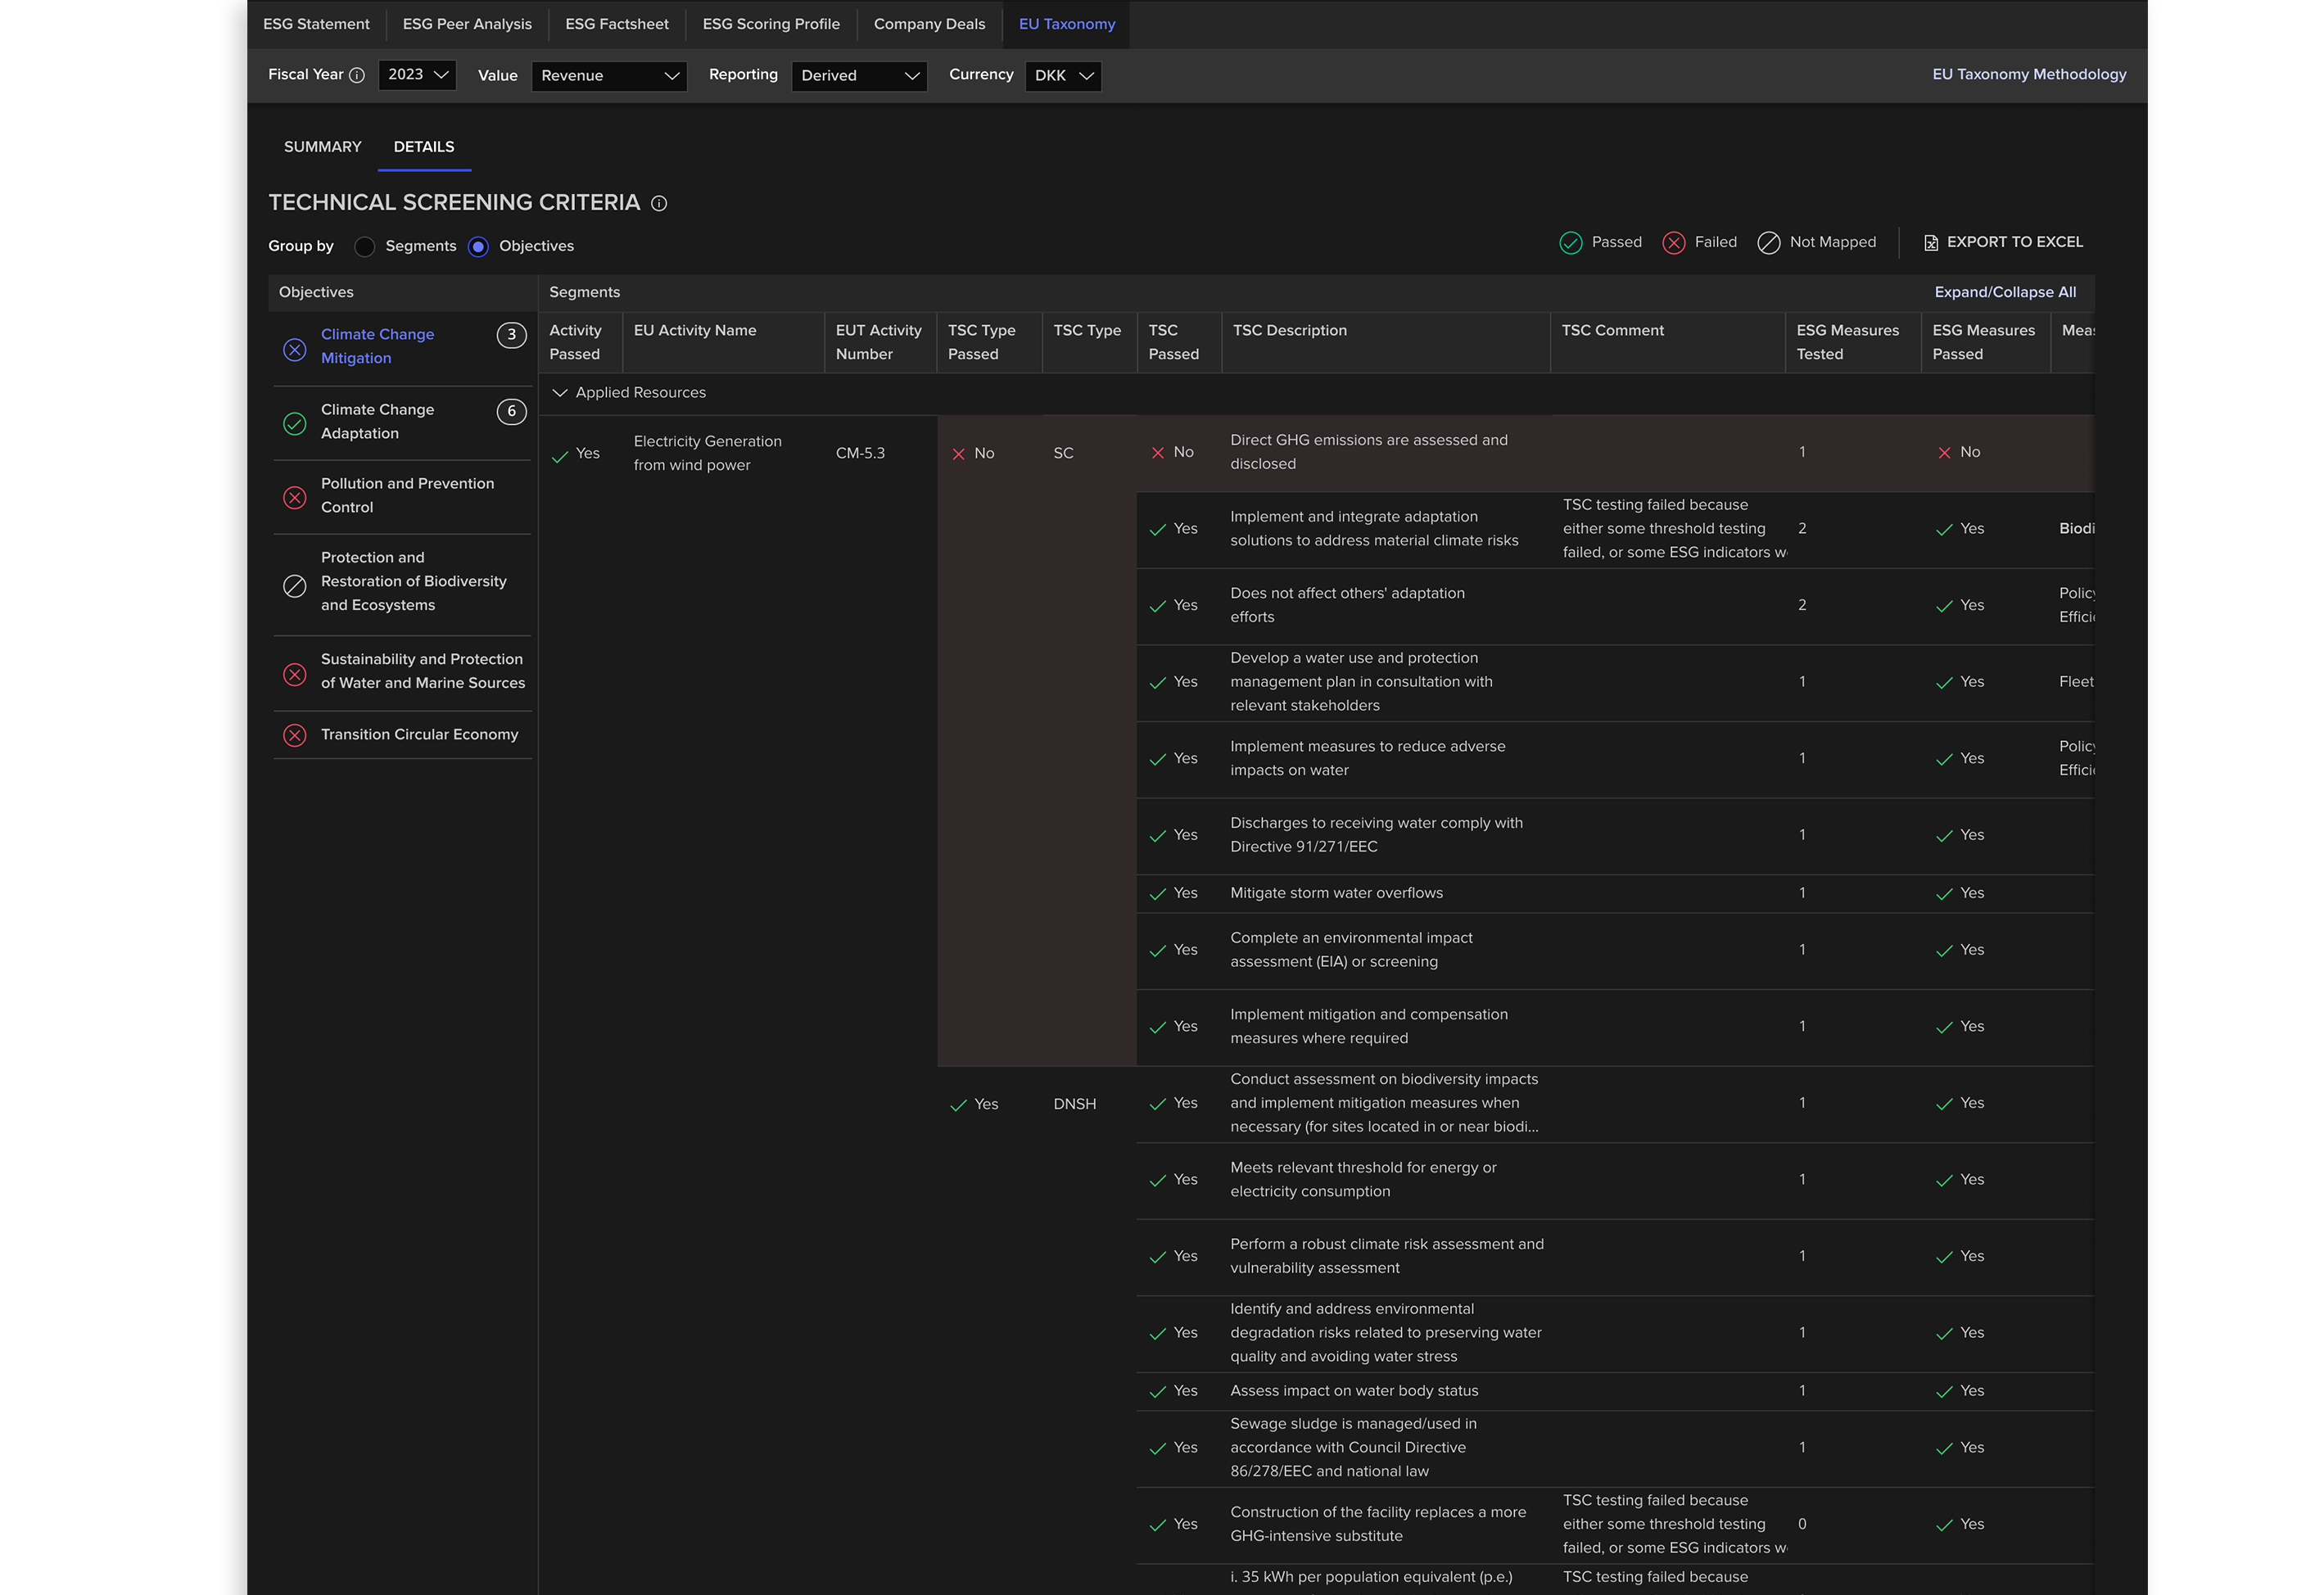 ESG Statement
ESG Peer Analysis
ESG Factsheet
ESG Scoring Profile
Company Deals
EU Taxonomy
Fiscal Year
2023
Value
Revenue
Reporting
Derived
Currency
DKK
EU Taxonomy Methodology
SUMMARY
DETAILS
TECHNICAL SCREENING CRITERIA
Group by
Segments
Objectives
Passed
Failed
Not Mapped
EXPORT TO EXCEL
Objectives
Climate Change
Mitigation
3
Climate Change
Adaptation
6
Pollution and Prevention
Control
Protection and
Restoration of Biodiversity
and Ecosystems
Sustainability and Protection
of Water and Marine Sources
Transition Circular Economy
Segments
Expand/Collapse All
Activity
Passed
EU Activity Name
EUT Activity
Number
TSC Type
Passed
TSC Type
TSC
Passed
TSC Description
TSC Comment
ESG Measures
Tested
ESG Measures
Passed
Meas
Applied Resources
Yes
Electricity Generation
from wind power
CM-5.3
No
SC
No
Direct GHG emissions are assessed and
disclosed
1
No
Yes
Implement and integrate adaptation
solutions to address material climate risks
TSC testing failed because
either some threshold testing
failed, or some ESG indicators w
2
Yes
Biodi
Yes
Does not affect others' adaptation
efforts
2
Yes
Policy
Effici
Yes
Develop a water use and protection
management plan in consultation with
relevant stakeholders
1
Yes
Fleet
Yes
Implement measures to reduce adverse
impacts on water
1
Yes
Policy
Effici
Yes
Discharges to receiving water comply with
Directive 91/271/EEC
1
Yes
Yes
Mitigate storm water overflows
1
Yes
Yes
Complete an environmental impact
assessment (EIA) or screening
1
Yes
Yes
Implement mitigation and compensation
measures where required
1
Yes
Yes
DNSH
Yes
Conduct assessment on biodiversity impacts
and implement mitigation measures when
necessary (for sites located in or near biodi...
1
Yes
Yes
Meets relevant threshold for energy or
electricity consumption
1
Yes
Yes
Perform a robust climate risk assessment and
vulnerability assessment
1
Yes
Yes
Identify and address environmental
degradation risks related to preserving water
quality and avoiding water stress
1
Yes
Yes
Assess impact on water body status
1
Yes
Yes
Sewage sludge is managed/used in
accordance with Council Directive
86/278/EEC and national law
1
Yes
Yes
Construction of the facility replaces a more
GHG-intensive substitute
TSC testing failed because
either some threshold testing
failed, or some ESG indicators w
0
Yes
i. 35 kWh per population equivalent (p.e.)
TSC testing failed because